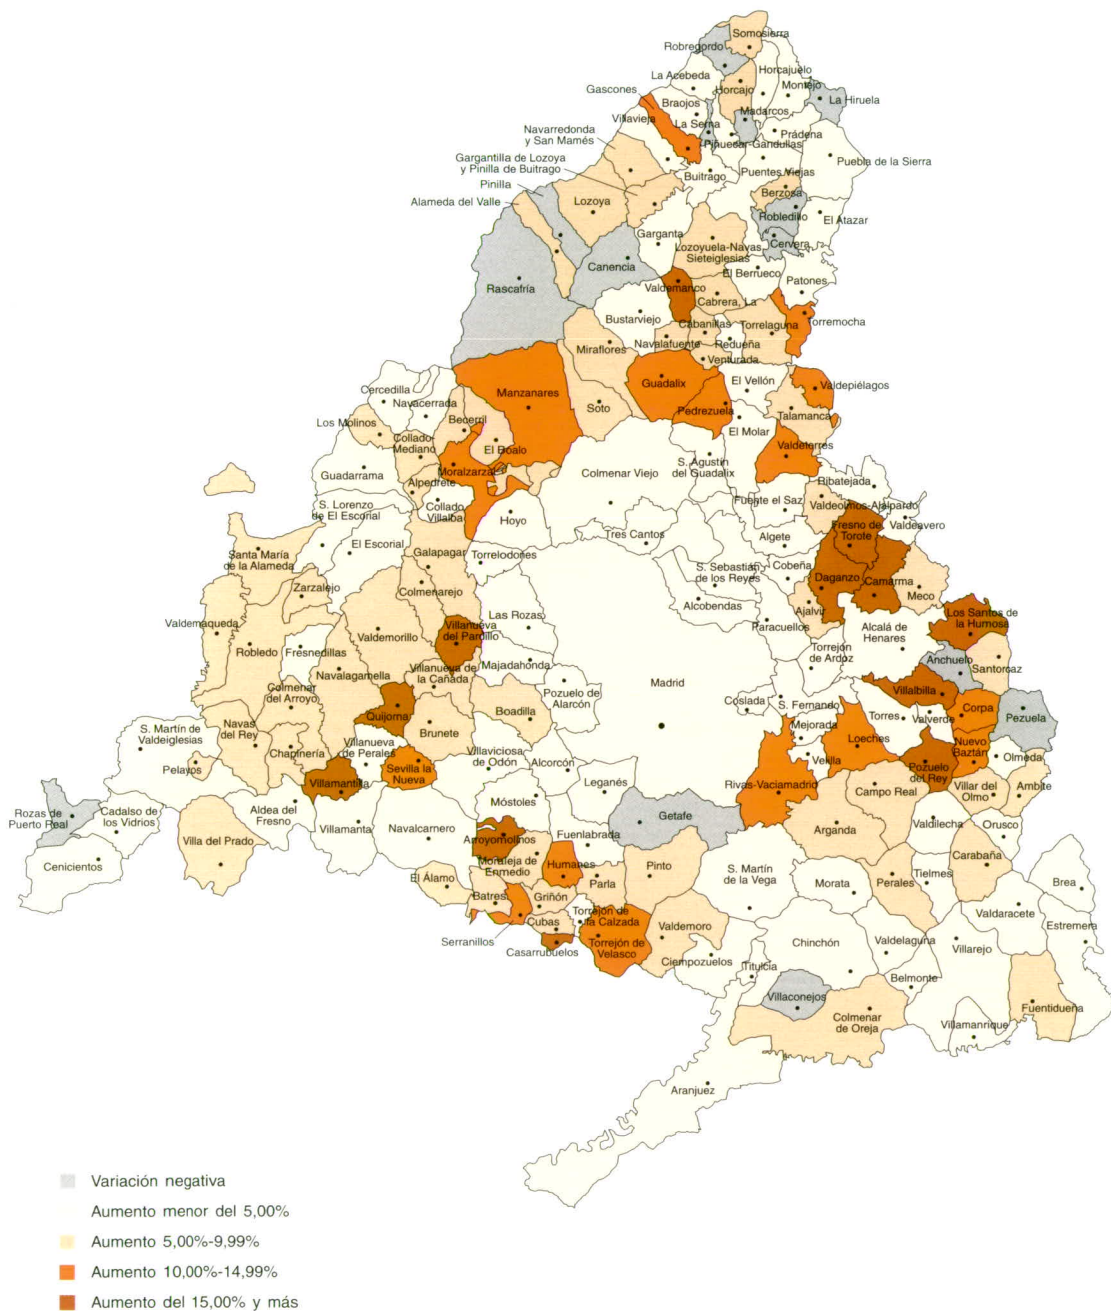 Somosierra
Robregordo
Horcajuelo
La Acebeda
Montejo
Horcajo
Gascones
Braojos
La Hiruela
Madarcos
Villavieja
La Serna
Prádena
Navarredonda
y San Mamés
Piñuecar-Gandullas
Gargantilla de Lozoya
y Pinilla de Buitrago
Puebla de la Sierra
Buitrago
Puentes Viejas
Pinilla
Berzosa
Alameda del Valle
Lozoya
Robledillo
El Atazar
Garganta
Lozoyuela-Navas-
Sieteiglesias
Cervera
Canencia
El Berrueco
Rascafría
Valdemanco
Patones
Cabrera, La
Bustarviejo
Cabanillas
Torrelaguna
Torremocha
Miraflores
Navalafuente
Redueña
Venturada
Guadalix
El Vellón
Valdepiélagos
Cercedilla
Manzanares
Navacerrada
Soto
Pedrezuela
Talamanca
Los Molinos
Becerril
El Molar
Collado-
Mediano
El Boalo
Valdeterres
Guadarrama
Moralzarzal
Colmenar Viejo
S. Agustín
del Guadalix
Alpedrete
Ribatejada
Collado
Villalba
Fuente el Saz
Valdeolmos-Alalpardo
S. Lorenzo
de El Escorial
Hoyo
Valdeavero
Fresno de
Torote
Tres Cantos
Algete
El Escorial
Santa María
de la Alameda
Galapagar
Torrelodones
S. Sebastián
de los Reyes
Cobeña
Daganzo
Camarma
Zarzalejo
Colmenarejo
Meco
Alcobendas
Ajalvir
Valdemaqueda
Las Rozas
Paracuellos
Los Santos de
la Humosa
Valdemorillo
Villanueva
del Pardillo
Alcalá de
Henares
Robledo
Fresnedillas
Torrejón
de Ardoz
Majadahonda
Anchuelo
Santorcaz
Navalagamella
Villanueva de
la Cañada
Colmenar
del Arroyo
Pozuelo de
Alarcón
Madrid
Villalbilla
Coslada
S. Fernando
Quijorna
Boadilla
Torres
Corpa
Pezuela
S. Martín de
Valdeiglesias
Navas
del Rey
Brunete
Mejorada
Valverde
Villanueva
de Perales
Villaviciosa
de Odón
Loeches
Nuevo
Baztán
Chapinería
Velilla
Olmeda
Pelayos
Sevilla la
Nueva
Alcorcón
Pozuelo
del Rey
Villamantilla
Leganés
Rivas-Vaciamadrid
Campo Real
Villar del
Olmo
Ambite
Móstoles
Rozas de
Puerto Real
Cadalso de
los Vidrios
Aldea del
Fresno
Getafe
Valdilecha
Orusco
Villamanta
Navalcarnero
Arroyomolinos
Fuenlabrada
Arganda
Villa del Prado
Moraleja de
Enmedio
Humanes
Carabaña
Cenicientos
Pinto
S. Martín
de la Vega
El Álamo
Parla
Morata
Perales
Tielmes
Brea
Batres
Griñón
Valdaracete
Torrejón de
la Calzada
Cubas
Valdemoro
Estremera
Serranillos
Torrejón de
Velasco
Chinchón
Casarrubuelos
Valdelaguna
Villarejo
Ciempozuelos
Titulcia
Belmonte
Villaconejos
Fuentidueña
Colmenar
de Oreja
Villamanrique
Aranjuez
Variación negativa
Aumento menor del 5,00%
Aumento 5,00%-9,99%
Aumento 10,00%-14,99%
Aumento del 15,00% y más